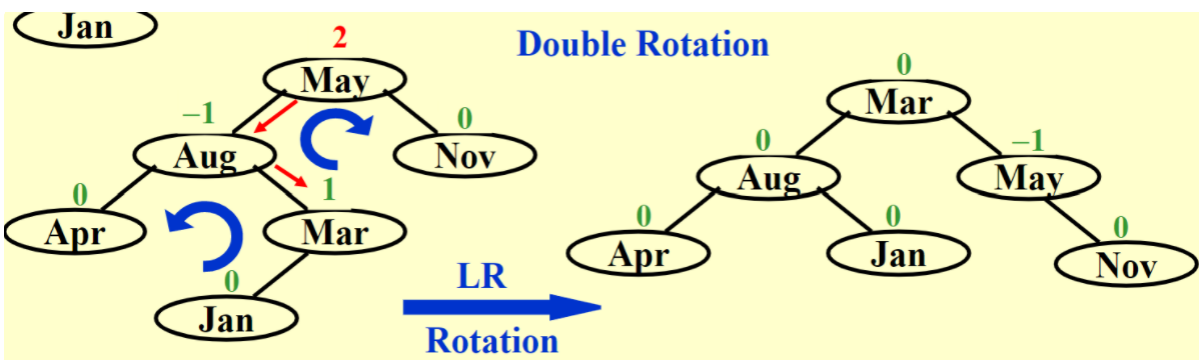 Jan
Double Rotation
2
May
−1
Aug
0
Nov
0
Apr
1
Mar
0
Jan
LR
Rotation
0
Mar
0
Aug
−1
May
0
Apr
0
Jan
0
Nov